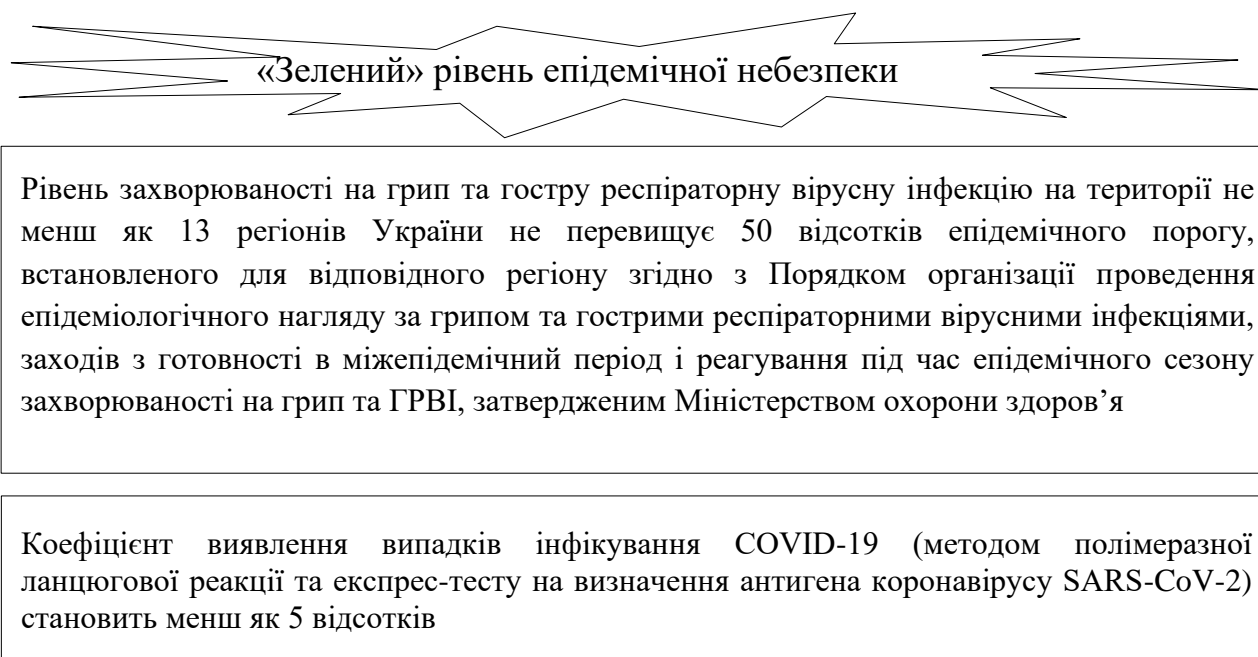 «Зелений» рівень епідемічної небезпеки
Рівень захворюваності на грип та гостру респіраторну вірусну інфекцію на території не
менш як 13 регіонів України не перевищує 50 відсотків епідемічного порогу,
встановленого для відповідного регіону згідно з Порядком організації проведення
епідеміологічного нагляду за грипом та гострими респіраторними вірусними інфекціями,
заходів з готовності в міжепідемічний період і реагування під час епідемічного сезону
захворюваності на грип та ГРВІ, затвердженим Міністерством охорони здоров’я
Коефіцієнт виявлення випадків інфікування COVID-19 (методом полімеразної
ланцюгової реакції та експрес-тесту на визначення антигена коронавірусу SARS-CoV-2)
становить менш як 5 відсотків